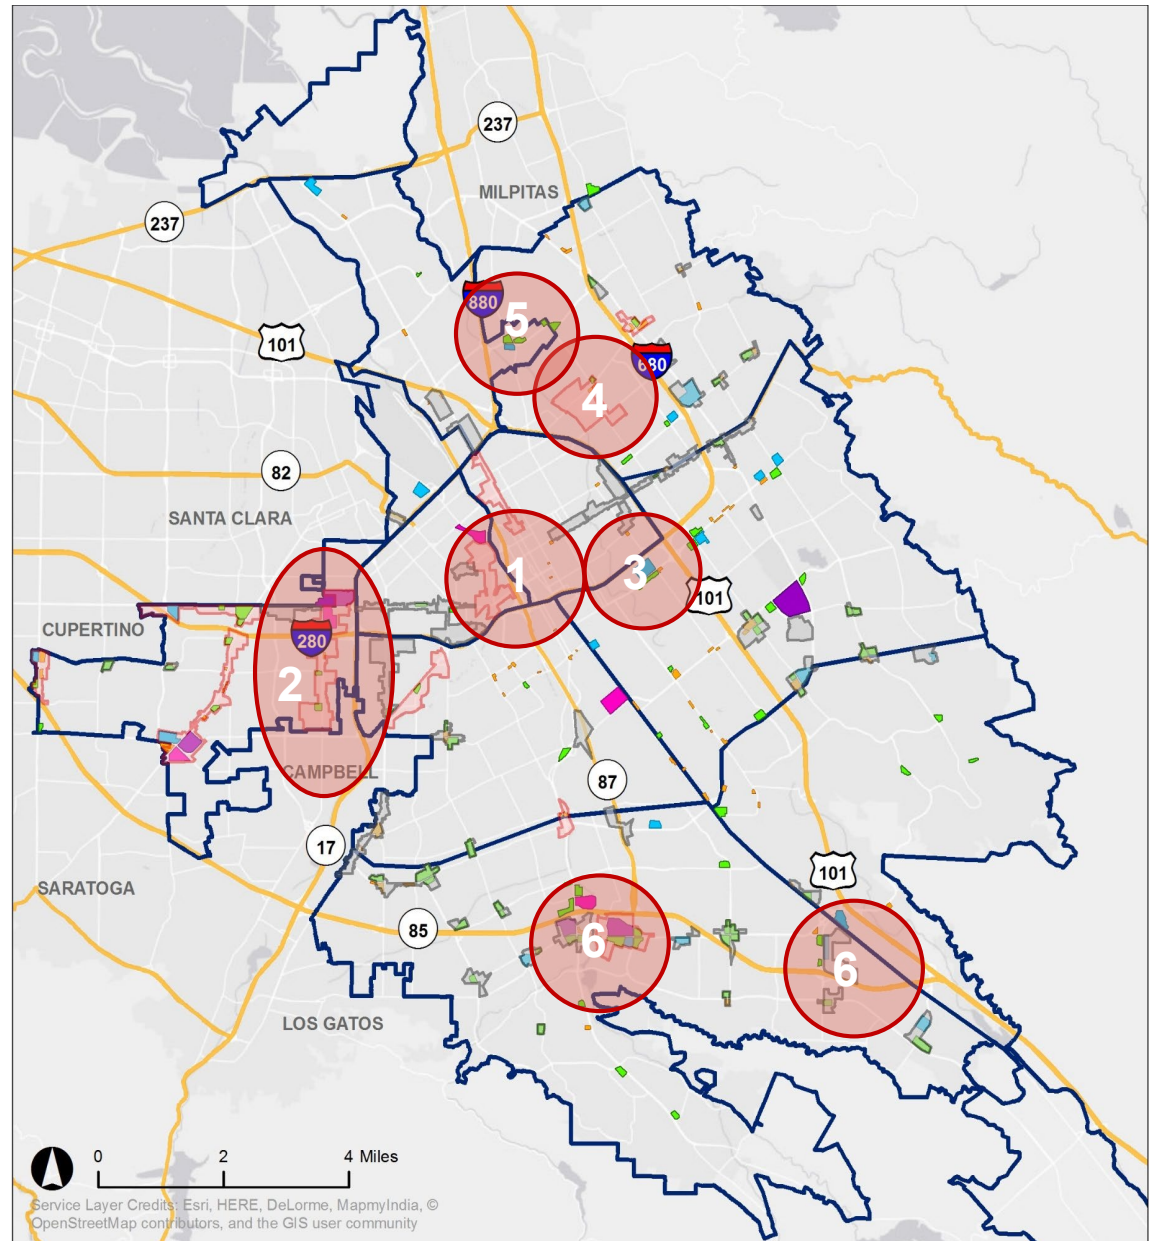 237
MILPITAS
237
880
5
101
680
4
82
SANTA CLARA
1
3
101
CUPERTINO
280
2
CAMPBELL
87
17
101
SARATOGA
85
6
6
LOS GATOS
0 2 4 Miles
Service Layer Credits: Esri, HERE, DeLorme, MapmyIndia, ©
OpenStreetMap contributors, and the GIS user community